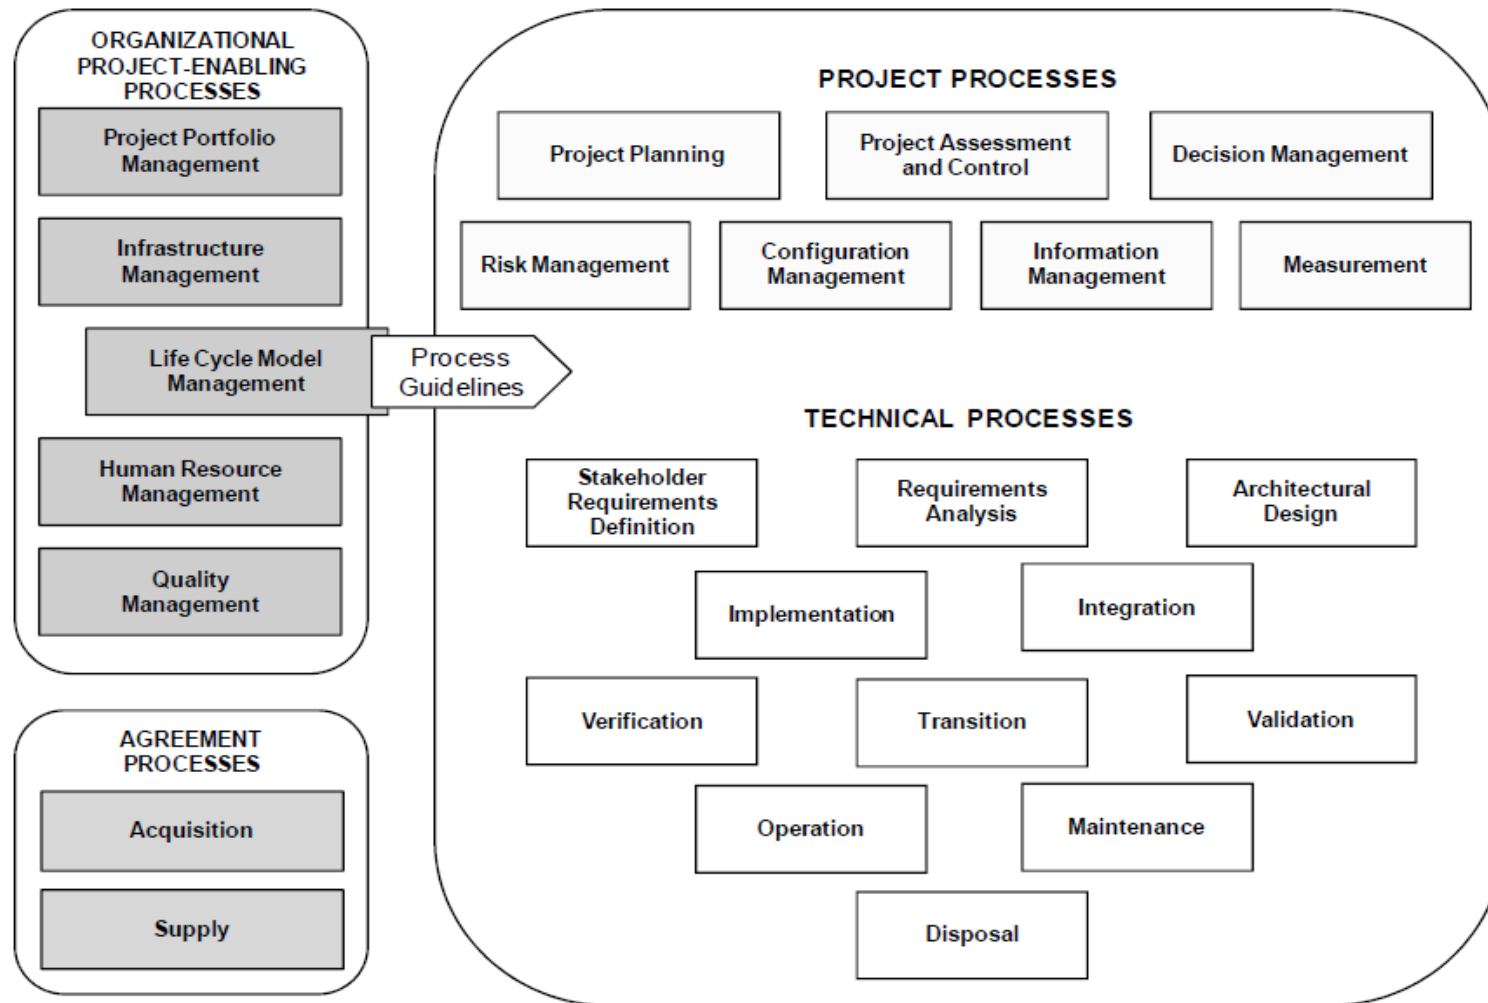 ORGANIZATIONAL
PROJECT-ENABLING
PROCESSES
Project Portfolio
Management
Infrastructure
Management
Life Cycle Model
Management
Human Resource
Management
Quality
Management
AGREEMENT
PROCESSES
Acquisition
Supply
Process
Guidelines
PROJECT PROCESSES
Project Planning
Project Assessment
and Control
Decision Management
Risk Management
Configuration
Management
Information
Management
Measurement
TECHNICAL PROCESSES
Stakeholder
Requirements
Definition
Requirements
Analysis
Architectural
Design
Implementation
Integration
Verification
Transition
Validation
Operation
Maintenance
Disposal